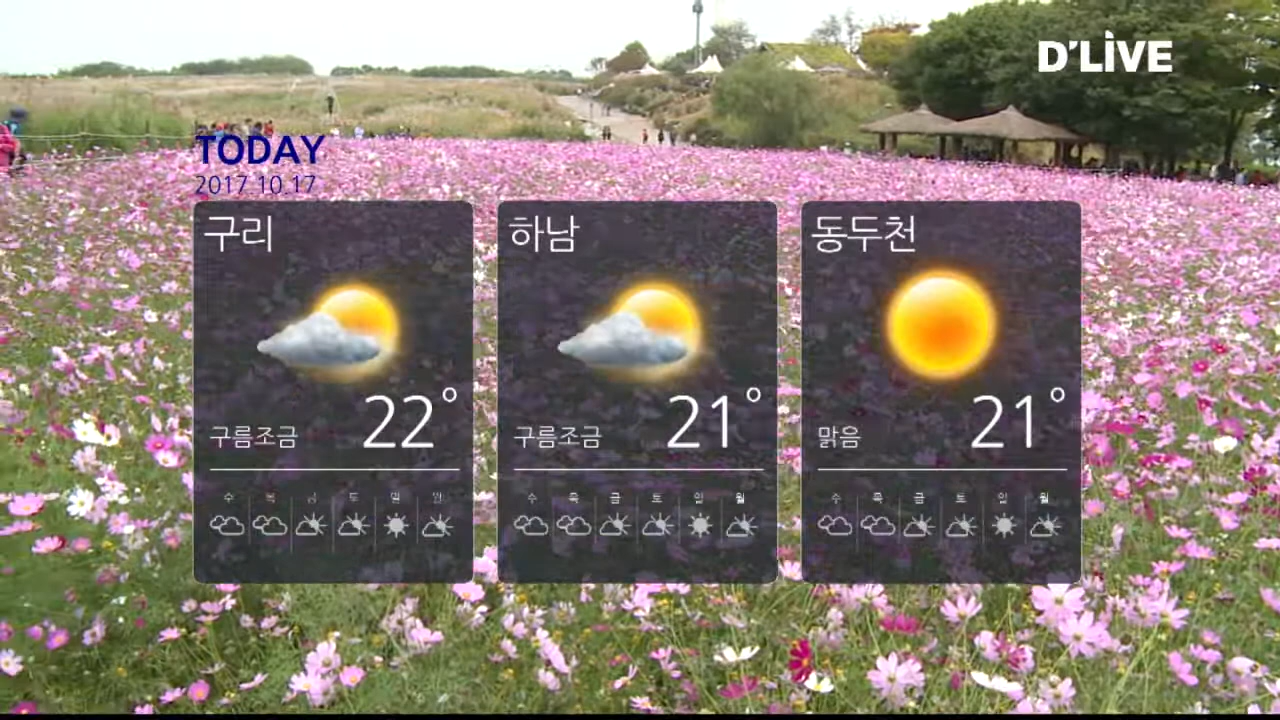 D'LIVE
TODAY
2017 10.17
구리
22°
구름조금
수 목 금 토 일 월
하남
21°
구름조금
수 목 금 토 일 월
동두천
21°
맑음
수 목 금 토 일 월